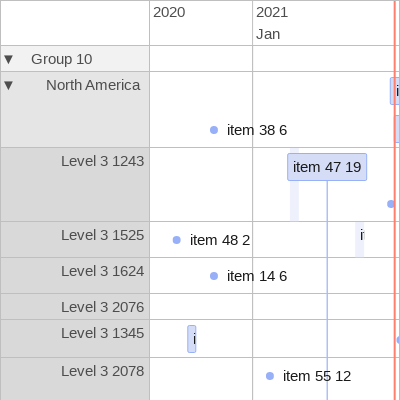 2020
2021
Jan
▼ Group 10
▼ North America
item 38 6
Level 3 1243
item 47 19
Level 3 1525
item 48 2
Level 3 1624
item 14 6
Level 3 2076
Level 3 1345
Level 3 2078
item 55 12